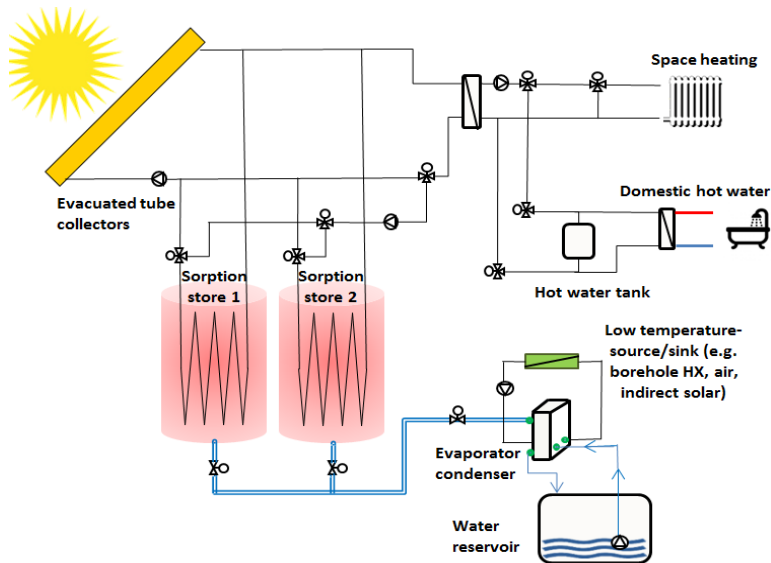 Space heating
Evacuated tube
collectors
Domestic hot water
Sorption
store 1
Sorption
store 2
Hot water tank
Low temperature-
source/sink (e.g.
borehole HX, air,
indirect solar)
Evaporator
condenser
Water
reservoir